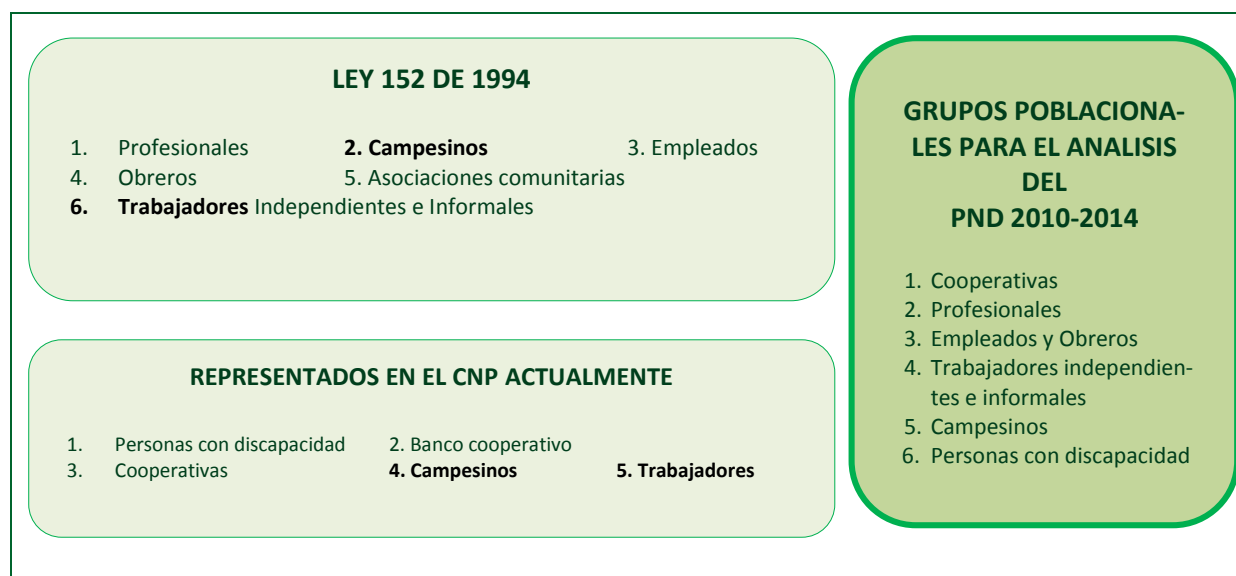 LEY 152 DE 1994
1. Profesionales 2. Campesinos 3. Empleados
4. Obreros 5. Asociaciones comunitarias
6. Trabajadores Independientes e Informales
REPRESENTADOS EN EL CNP ACTUALMENTE
1. Personas con discapacidad 2. Banco cooperativo
3. Cooperativas 4. Campesinos 5. Trabajadores
GRUPOS POBLACIONA-
LES PARA EL ANALISIS
DEL
PND 2010-2014
1. Cooperativas
2. Profesionales
3. Empleados y Obreros
4. Trabajadores independien-
tes e informales
5. Campesinos
6. Personas con discapacidad